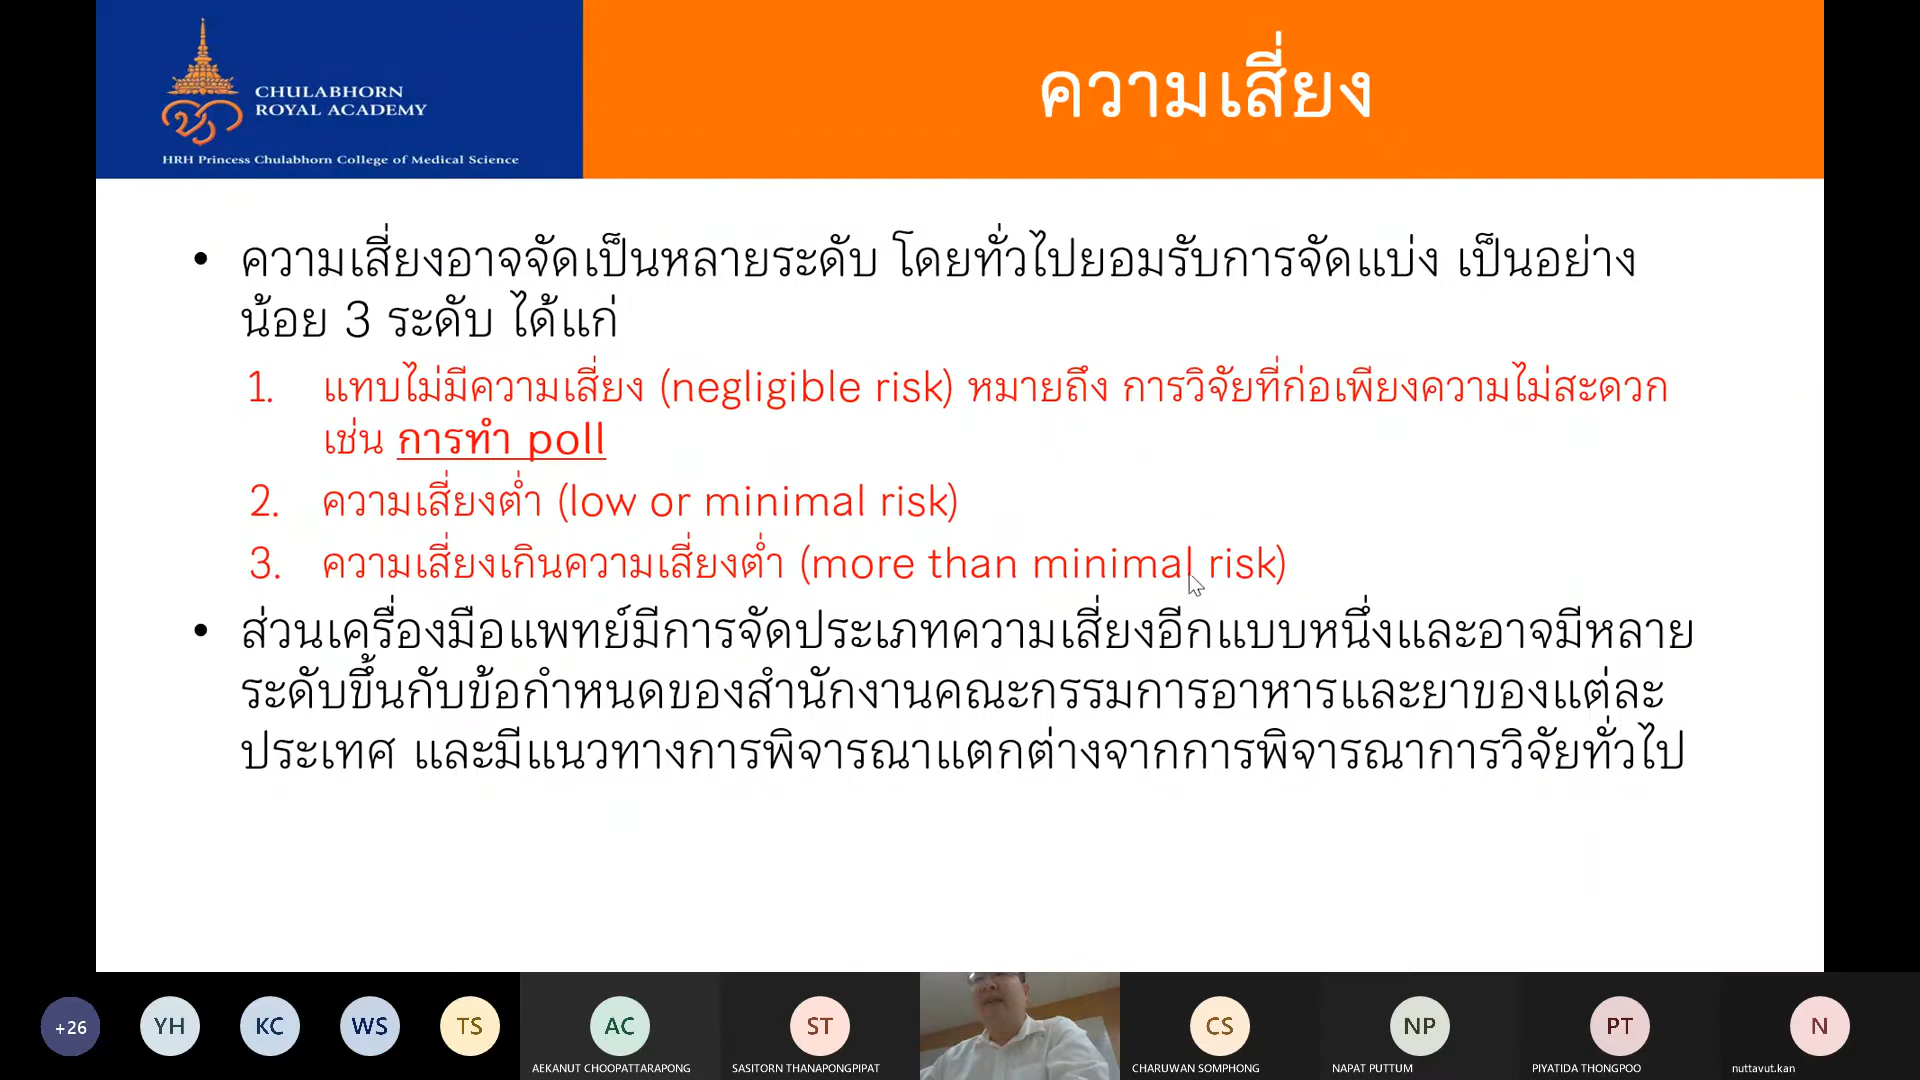 CHULABHORN
ROYAL ACADEMY
HRH Princess Chulabhorn College of Medical Science
ความเสี่ยง
• ความเสี่ยงอาจจัดเป็นหลายระดับ โดยทั่วไปยอมรับการจัดแบ่ง เป็นอย่าง
น้อย 3 ระดับ ได้แก่
1. แทบไม่มีความเสี่ยง (negligible risk) หมายถึง การวิจัยที่ก่อเพียงความไม่สะดวก
เช่น การทำ poll
2. ความเสี่ยงต่ำ (low or minimal risk)
3. ความเสี่ยงเกินความเสี่ยงต่ำ (more than minimal risk)
• ส่วนเครื่องมือแพทย์มีการจัดประเภทความเสี่ยงอีกแบบหนึ่งและอาจมีหลาย
ระดับขึ้นกับข้อกำหนดของสำนักงานคณะกรรมการอาหารและยาของแต่ละ
ประเทศ และมีแนวทางการพิจารณาแตกต่างจากการพิจารณาการวิจัยทั่วไป
+26 YH KC WS TS AC ST CS NP PT N
AEKANUT CHOOPATTARAPONG SASITORN THANAPONGPIPAT CHARUWAN SOMPHONG NAPAT PUTTUM PIYATIDA THONGPOO nuttavut.kan